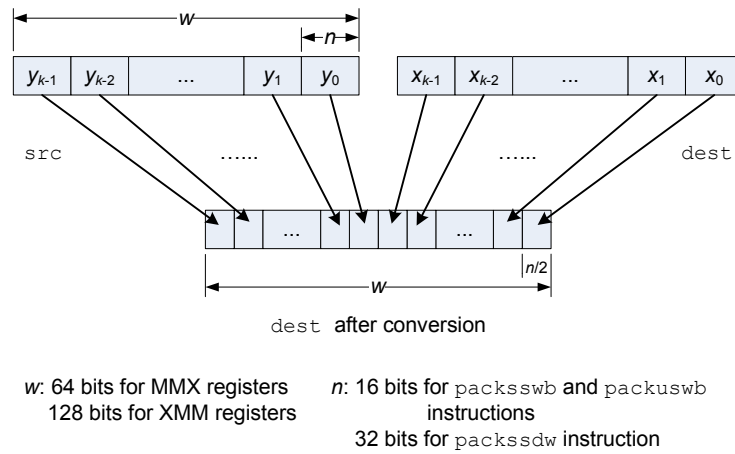 w
n
yk-1 yk-2 ... y1 y0 xk-1 xk-2 ... x1 x0
src ...... ...... dest
... ...
n/2
w
dest after conversion
w: 64 bits for MMX registers
128 bits for XMM registers
n: 16 bits for packsswb and packuswb
instructions
32 bits for packssdw instruction